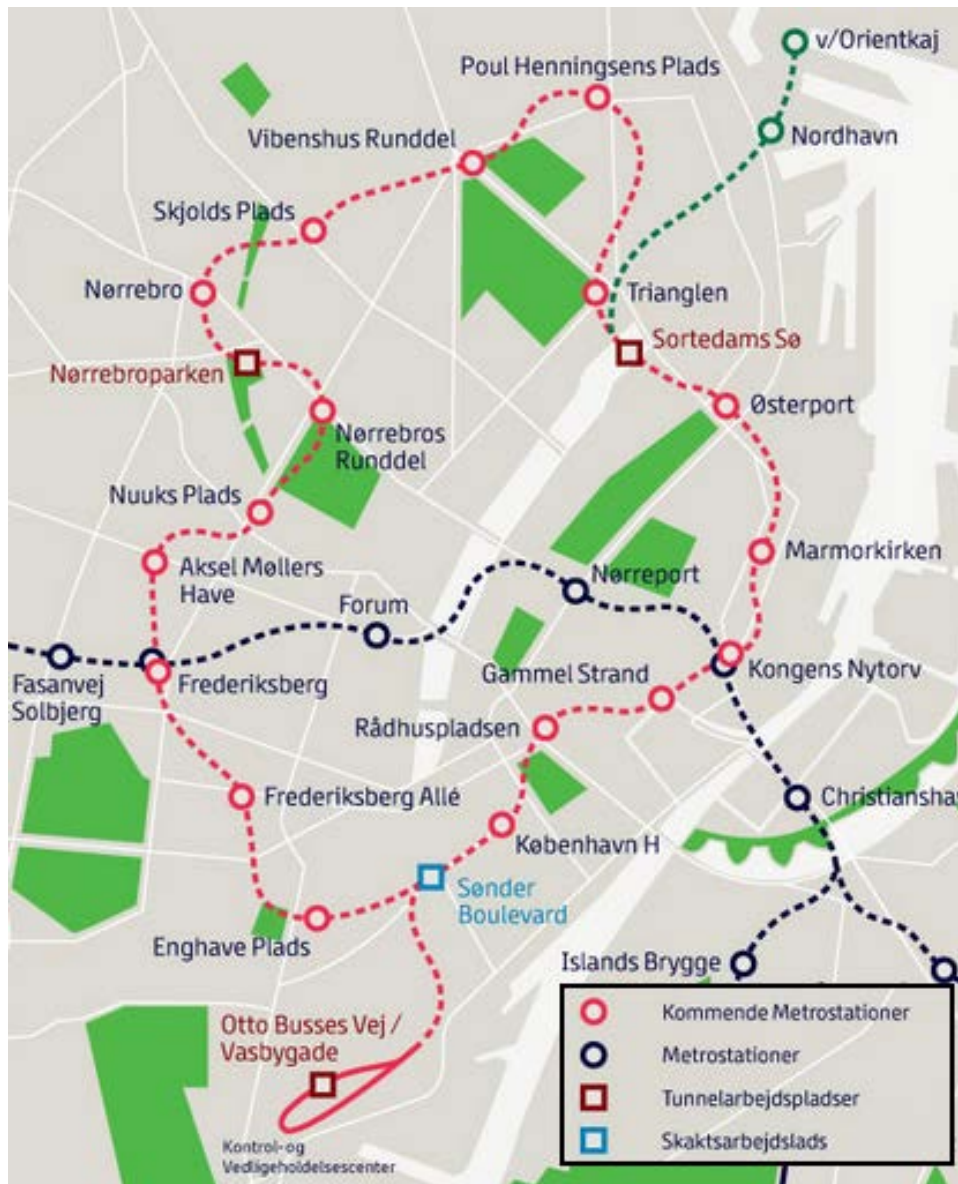 v/Orientkaj
Poul Henningsens Plads
Nordhavn
Vibenshus Runddel
Skjolds Plads
Nørrebro
Trianglen
Sortedams Sø
Nørrebroparken
Østerport
Nørrebros
Runddel
Nuuks Plads
Marmorkirken
Aksel Møllers
Have
Nørreport
Forum
Gammel Strand
Kongens Nytorv
Fasanvej
Solbjerg
Frederiksberg
Rådhuspladsen
Frederiksberg Allé
Christiansha
København H
Sønder
Boulevard
Enghave Plads
Islands Brygge
Otto Busses Vej /
Vasbygade
Kontrol-og
Vedligeholdelsescenter
Kommende Metrostationer
Metrostationer
Tunnelarbejdspladser
Skaktsarbejdslads